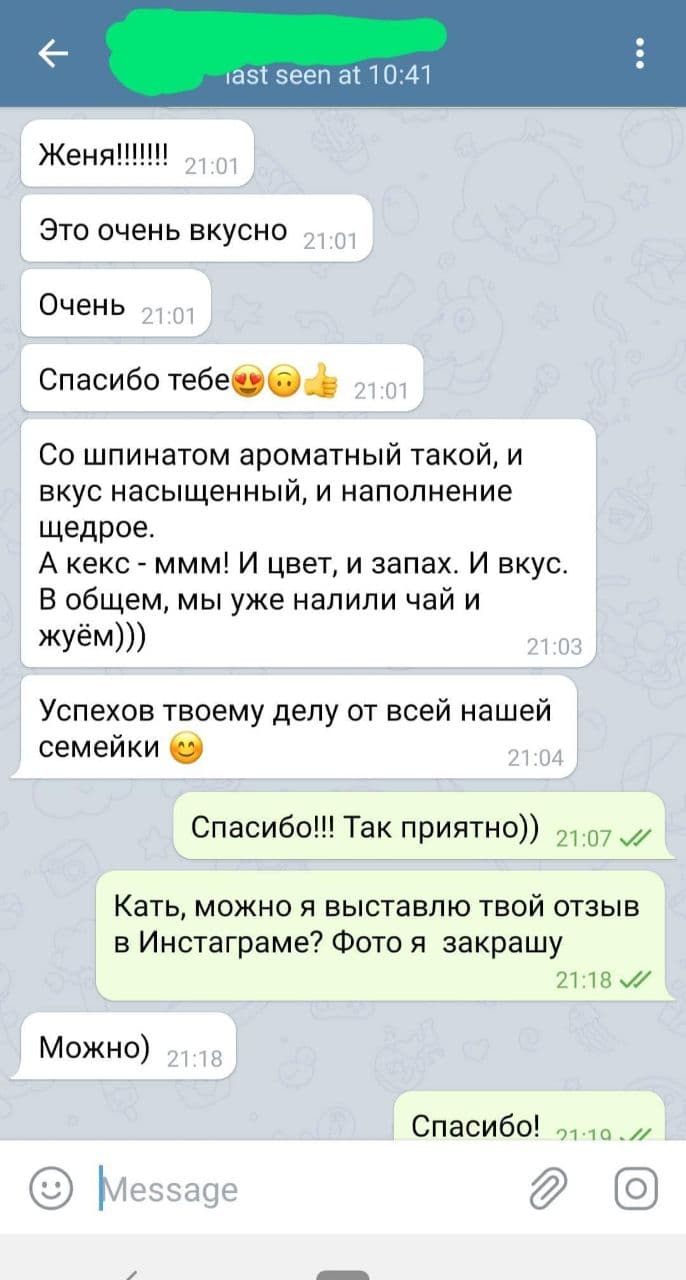 last seen at 10:41
Женя!!!!!!! 21:01
Это очень вкусно 21:01
Очень 21:01
Спасибо тебе😍🙃👍 21:01
Со шпинатом ароматный такой, и
вкус насыщенный, и наполнение
щедрое.
А кекс - ммм! И цвет, и запах. И вкус.
В общем, мы уже налили чай и
жуём))) 21:03
Успехов твоему делу от всей нашей
семейки 😊 21:04
Спасибо!!! Так приятно)) 21:07
Кать, можно я выставлю твой отзыв
в Инстаграме? Фото я закрашу
21:18
Можно) 21:18
Спасибо! 21:19
Message